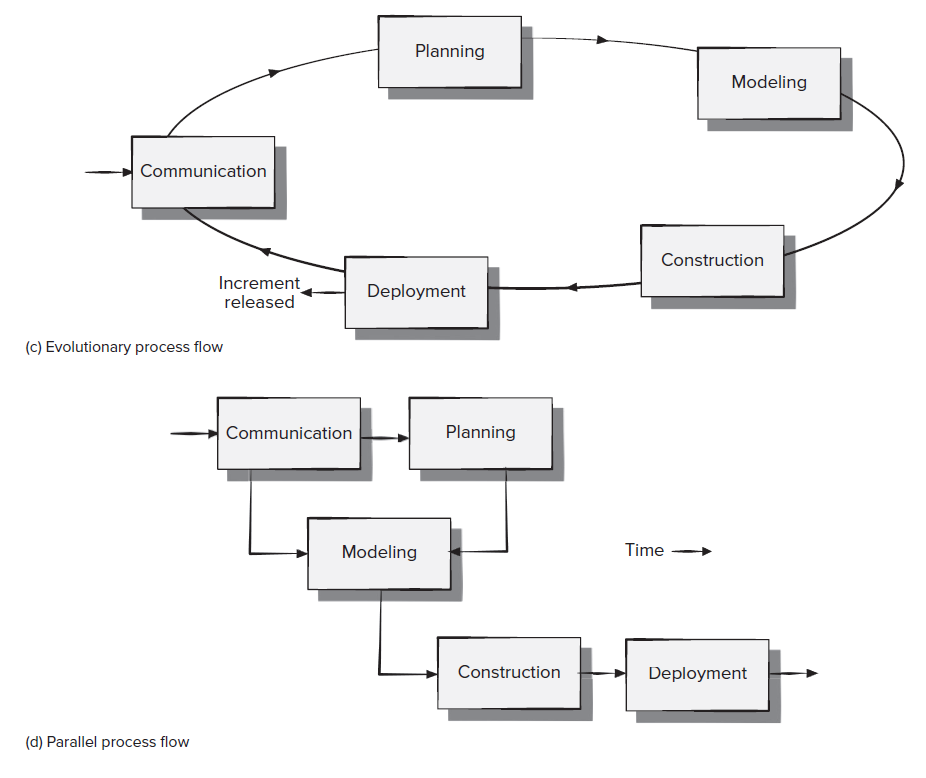 Planning
Modeling
Communication
Construction
Increment
released
Deployment
(c) Evolutionary process flow
Communication
Planning
Modeling
Time
Construction
Deployment
(d) Parallel process flow